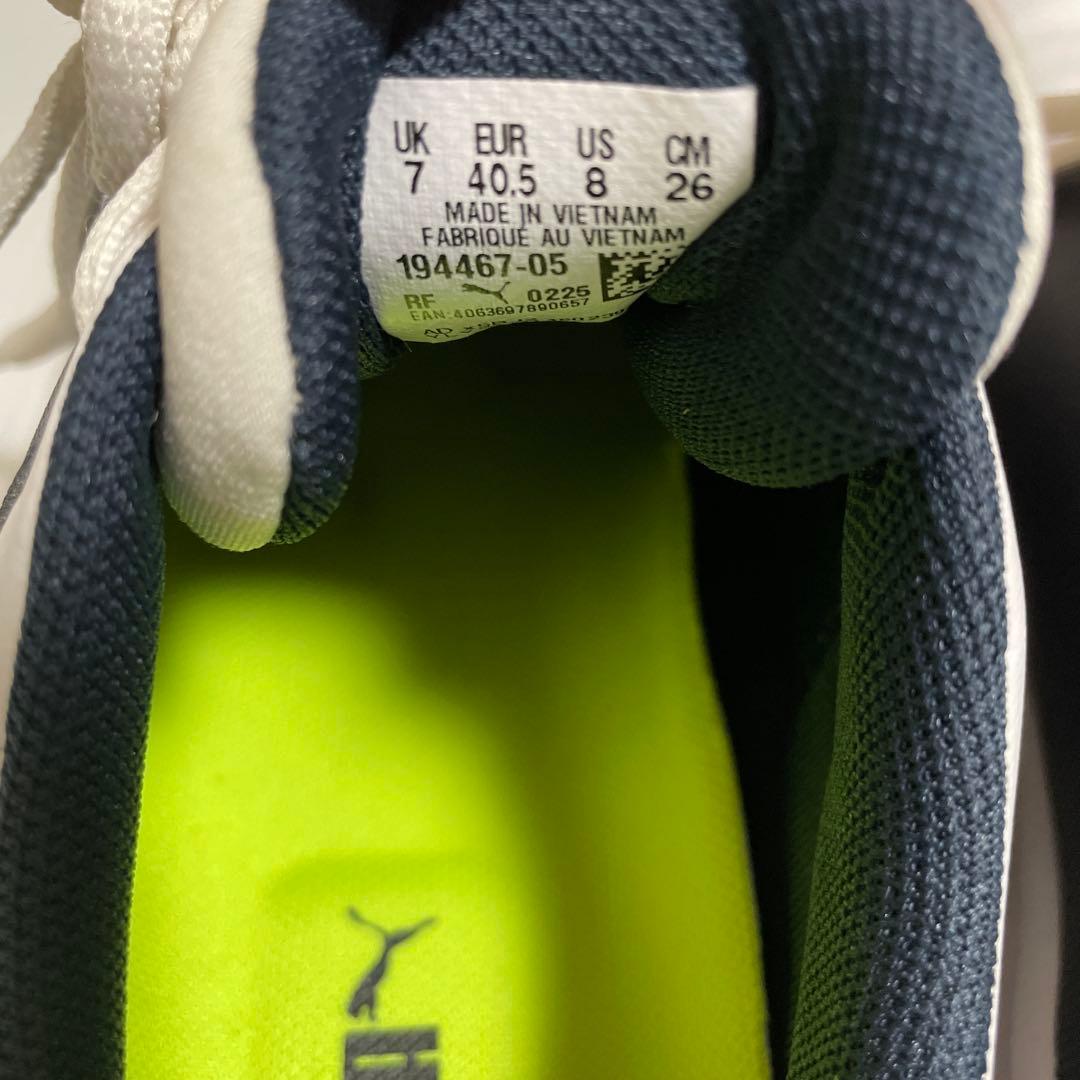 UK EUR US CM
7 40.5 8 26
MADE IN VIETNAM
FABRIQUÉ AU VIETNAM
194467-05
RF 0225
EAN:4063697890657